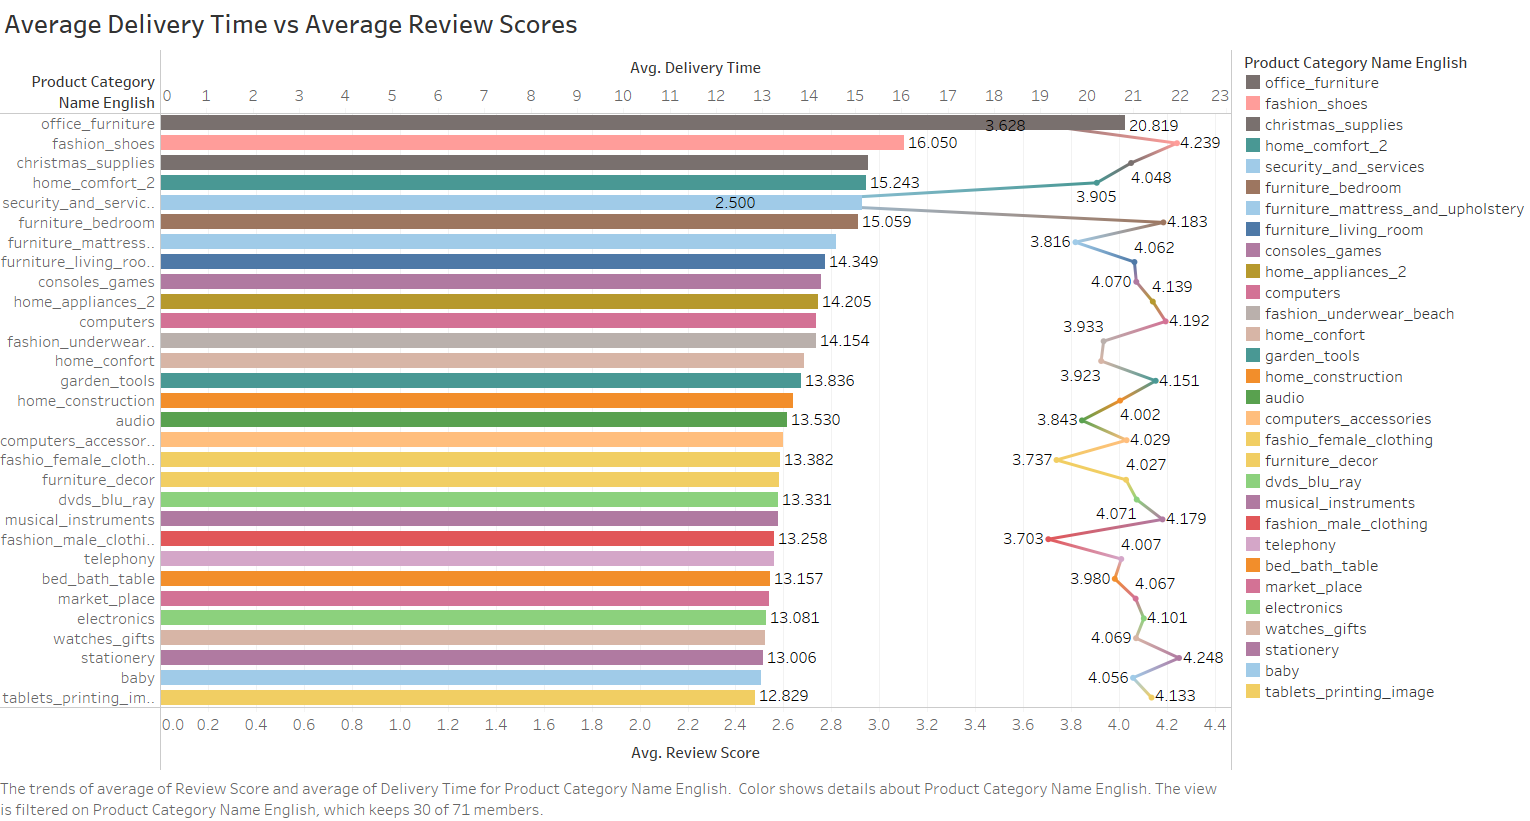 Average Delivery Time vs Average Review Scores
Product Category
Name English
Avg. Delivery Time
0 1 2 3 4 5 6 7 8 9 10 11 12 13 14 15 16 17 18 19 20 21 22 23
office_furniture 3.628 20.819
fashion_shoes 16.050 4.239
christmas_supplies 4.048
home_comfort_2 15.243 3.905
security_and_servic.. 2.500
furniture_bedroom 15.059 4.183
furniture_mattress.. 3.816
furniture_living_roo.. 14.349 4.062
consoles_games 4.070
home_appliances_2 14.205 4.139
computers 4.192
fashion_underwear.. 14.154 3.933
home_confort 3.923
garden_tools 13.836 4.151
home_construction 4.002
audio 13.530 3.843
computers_accessor.. 4.029
fashio_female_cloth.. 13.382 3.737
furniture_decor 4.027
dvds_blu_ray 13.331 4.071
musical_instruments 4.179
fashion_male_clothi.. 13.258 3.703
telephony 4.007
bed_bath_table 13.157 3.980
market_place 4.067
electronics 13.081 4.101
watches_gifts 4.069
stationery 13.006 4.248
baby 4.056
tablets_printing_im.. 12.829 4.133
0.0 0.2 0.4 0.6 0.8 1.0 1.2 1.4 1.6 1.8 2.0 2.2 2.4 2.6 2.8 3.0 3.2 3.4 3.6 3.8 4.0 4.2 4.4
Avg. Review Score
Product Category Name English
office_furniture
fashion_shoes
christmas_supplies
home_comfort_2
security_and_services
furniture_bedroom
furniture_mattress_and_upholstery
furniture_living_room
consoles_games
home_appliances_2
computers
fashion_underwear_beach
home_confort
garden_tools
home_construction
audio
computers_accessories
fashio_female_clothing
furniture_decor
dvds_blu_ray
musical_instruments
fashion_male_clothing
telephony
bed_bath_table
market_place
electronics
watches_gifts
stationery
baby
tablets_printing_image
The trends of average of Review Score and average of Delivery Time for Product Category Name English.  Color shows details about Product Category Name English. The view
is filtered on Product Category Name English, which keeps 30 of 71 members.